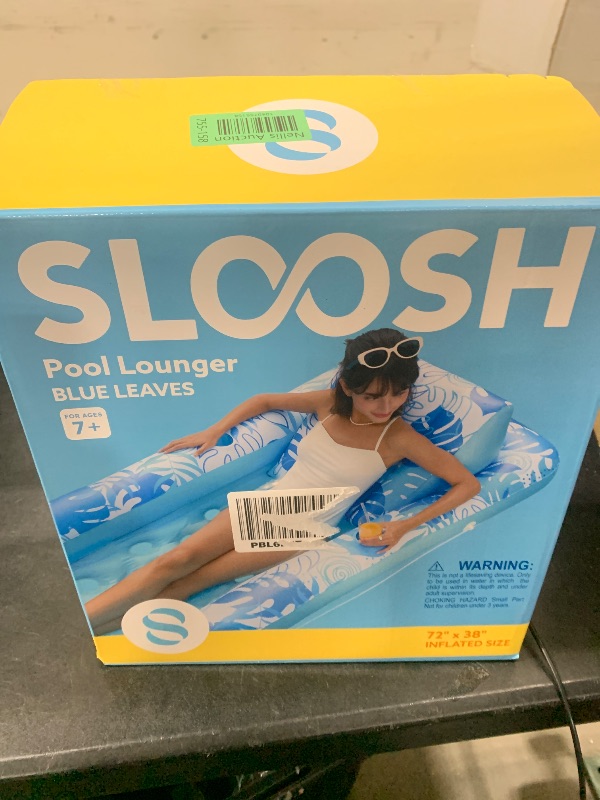 Nellis Auction
755-158
SLOOSH
Pool Lounger
BLUE LEAVES
FOR AGES
7+
PBL6
WARNING:
This is not a lifesaving device. Only
to be used in water in which the
child is within its depth and under
adult supervision.
CHOKING HAZARD Small Part
Not for children under 3 years.
72" x 38"
INFLATED SIZE